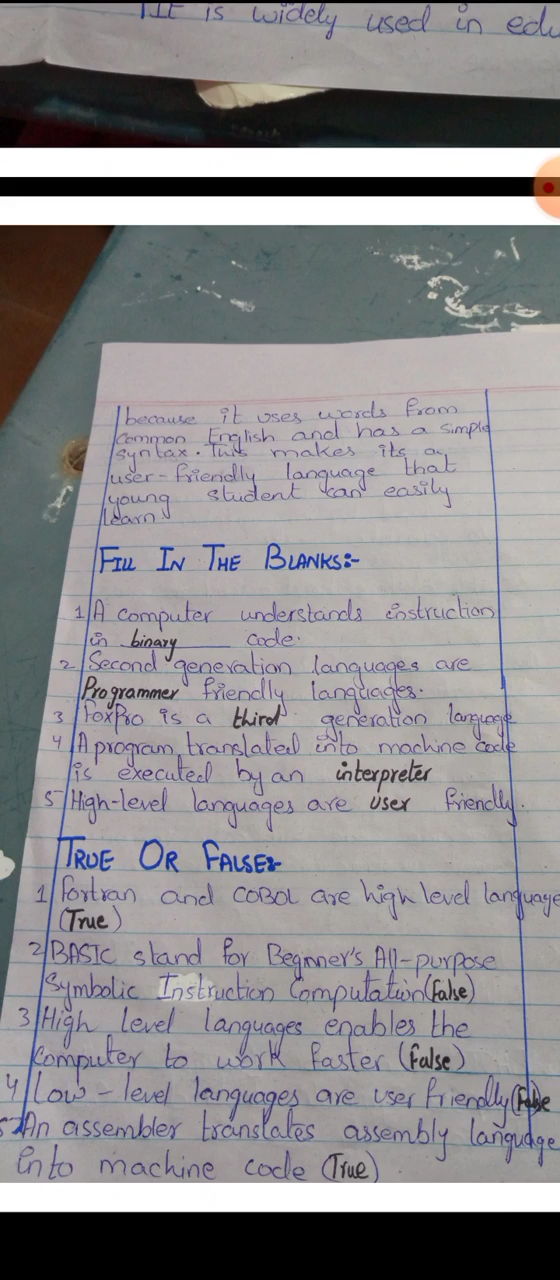 It is widely used in edu
because it uses words from
common English and has a simple
syntax. This makes its a
user-friendly language that
young student can easily
learn
FILL IN THE BLANKS:-
1 A computer understands instruction
in binary code.
2 Second generation languages are
Programmer friendly languages.
3 FoxPro is a third generation language
4 A program translated into machine code
is executed by an interpreter
5 High-level languages are user friendly.
TRUE OR FALSE:-
1 Fortran and COBOL are high level language
(True)
2 BASIC stand for Beginner's All-purpose
Symbolic Instruction Computation (false)
3 High level languages enables the
computer to work faster (false)
4 Low-level languages are user friendly (False
5 An assembler translates assembly language
into machine code (True)